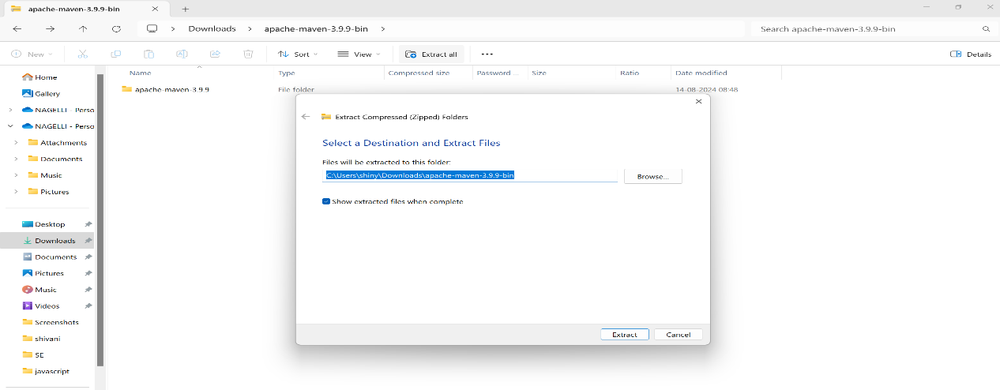 apache-maven-3.9.9-bin
Downloads > apache-maven-3.9.9-bin >
Search apache-maven-3.9.9-bin
New
Sort
View
Extract all
Details
Name Type Compressed size Password ... Size Ratio Date modified
apache-maven-3.9.9 File folder 14-08-2024 08:48
Home
Gallery
NAGELLI - Perso
NAGELLI - Perso
Attachments
Documents
Music
Pictures
Desktop
Downloads
Documents
Pictures
Music
Videos
Screenshots
shivani
SE
javascript
Extract Compressed (Zipped) Folders
Select a Destination and Extract Files
Files will be extracted to this folder:
C:\Users\shiny\Downloads\apache-maven-3.9.9-bin
Browse...
Show extracted files when complete
Extract
Cancel